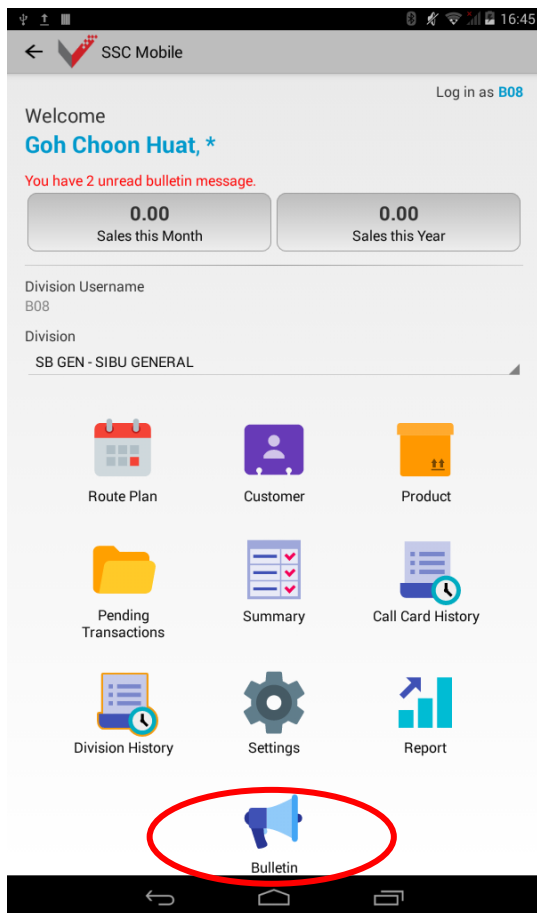 16:45
SSC Mobile
Log in as B08
Welcome
Goh Choon Huat, *
You have 2 unread bulletin message.
0.00
Sales this Month
0.00
Sales this Year
Division Username
B08
Division
SB GEN - SIBU GENERAL
Route Plan
Customer
Product
Pending
Transactions
Summary
Call Card History
Division History
Settings
Report
Bulletin